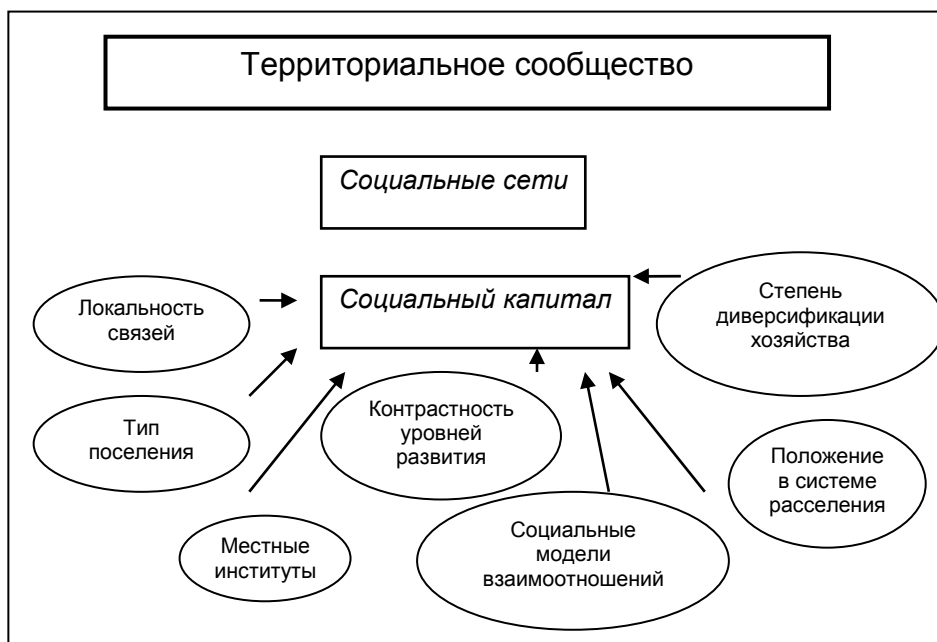 Территориальное сообщество
Социальные сети
Социальный капитал
Локальность
связей
Степень
диверсификации
хозяйства
Тип
поселения
Контрастность
уровней
развития
Положение
в системе
расселения
Местные
институты
Социальные
модели
взаимоотношений